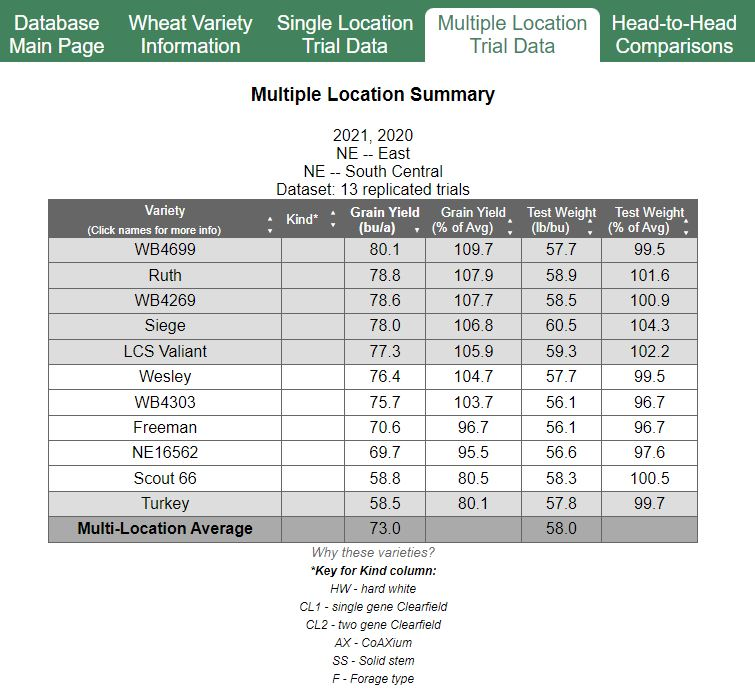 Database Main Page
Wheat Variety Information
Single Location Trial Data
Multiple Location Trial Data
Head-to-Head Comparisons
Multiple Location Summary
2021, 2020
NE -- East
NE -- South Central
Dataset: 13 replicated trials
Variety (Click names for more info) Kind* Grain Yield (bu/a) Grain Yield (% of Avg) Test Weight (lb/bu) Test Weight (% of Avg)
WB4699 80.1 109.7 57.7 99.5
Ruth 78.8 107.9 58.9 101.6
WB4269 78.6 107.7 58.5 100.9
Siege 78.0 106.8 60.5 104.3
LCS Valiant 77.3 105.9 59.3 102.2
Wesley 76.4 104.7 57.7 99.5
WB4303 75.7 103.7 56.1 96.7
Freeman 70.6 96.7 56.1 96.7
NE16562 69.7 95.5 56.6 97.6
Scout 66 58.8 80.5 58.3 100.5
Turkey 58.5 80.1 57.8 99.7
Multi-Location Average 73.0 58.0
Why these varieties?
*Key for Kind column:
HW - hard white
CL1 - single gene Clearfield
CL2 - two gene Clearfield
AX - CoAXium
SS - Solid stem
F - Forage type